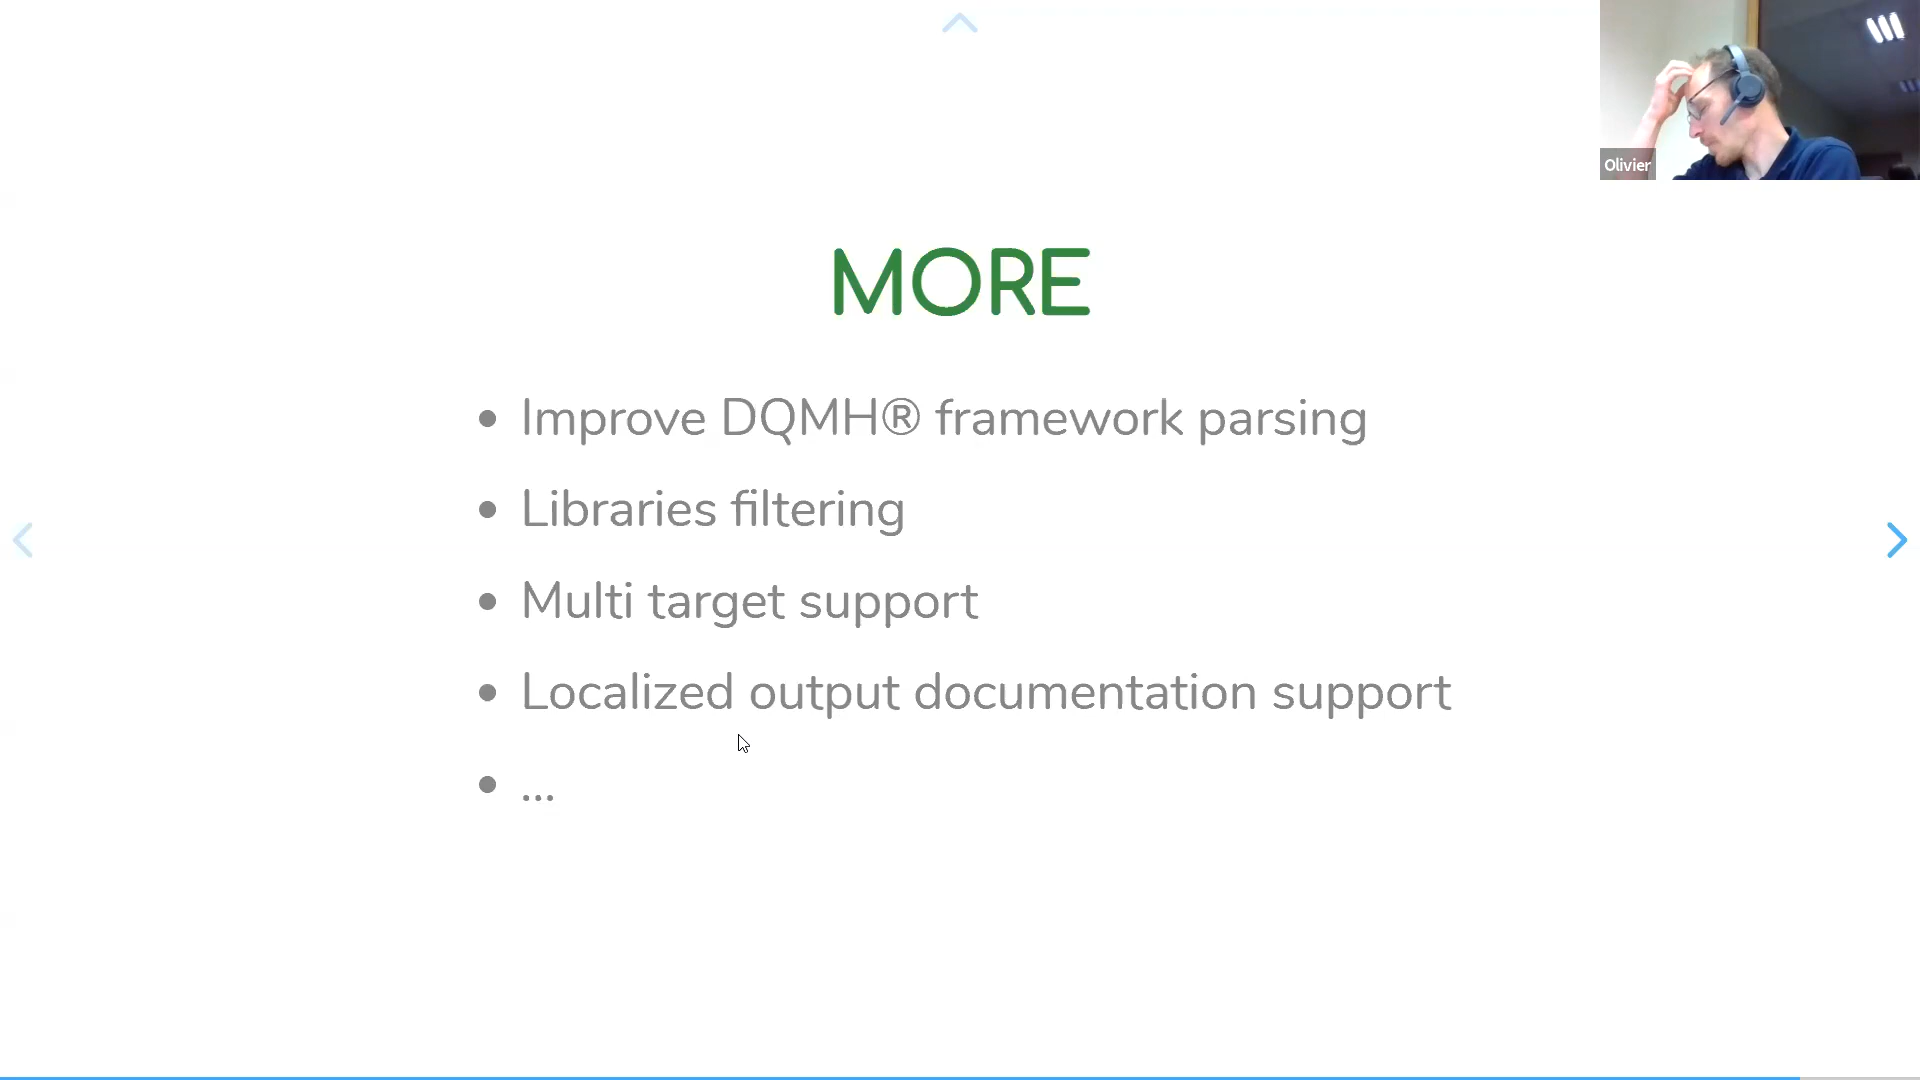 Olivier
MORE
• Improve DQMH® framework parsing
• Libraries filtering
• Multi target support
• Localized output documentation support
• ...